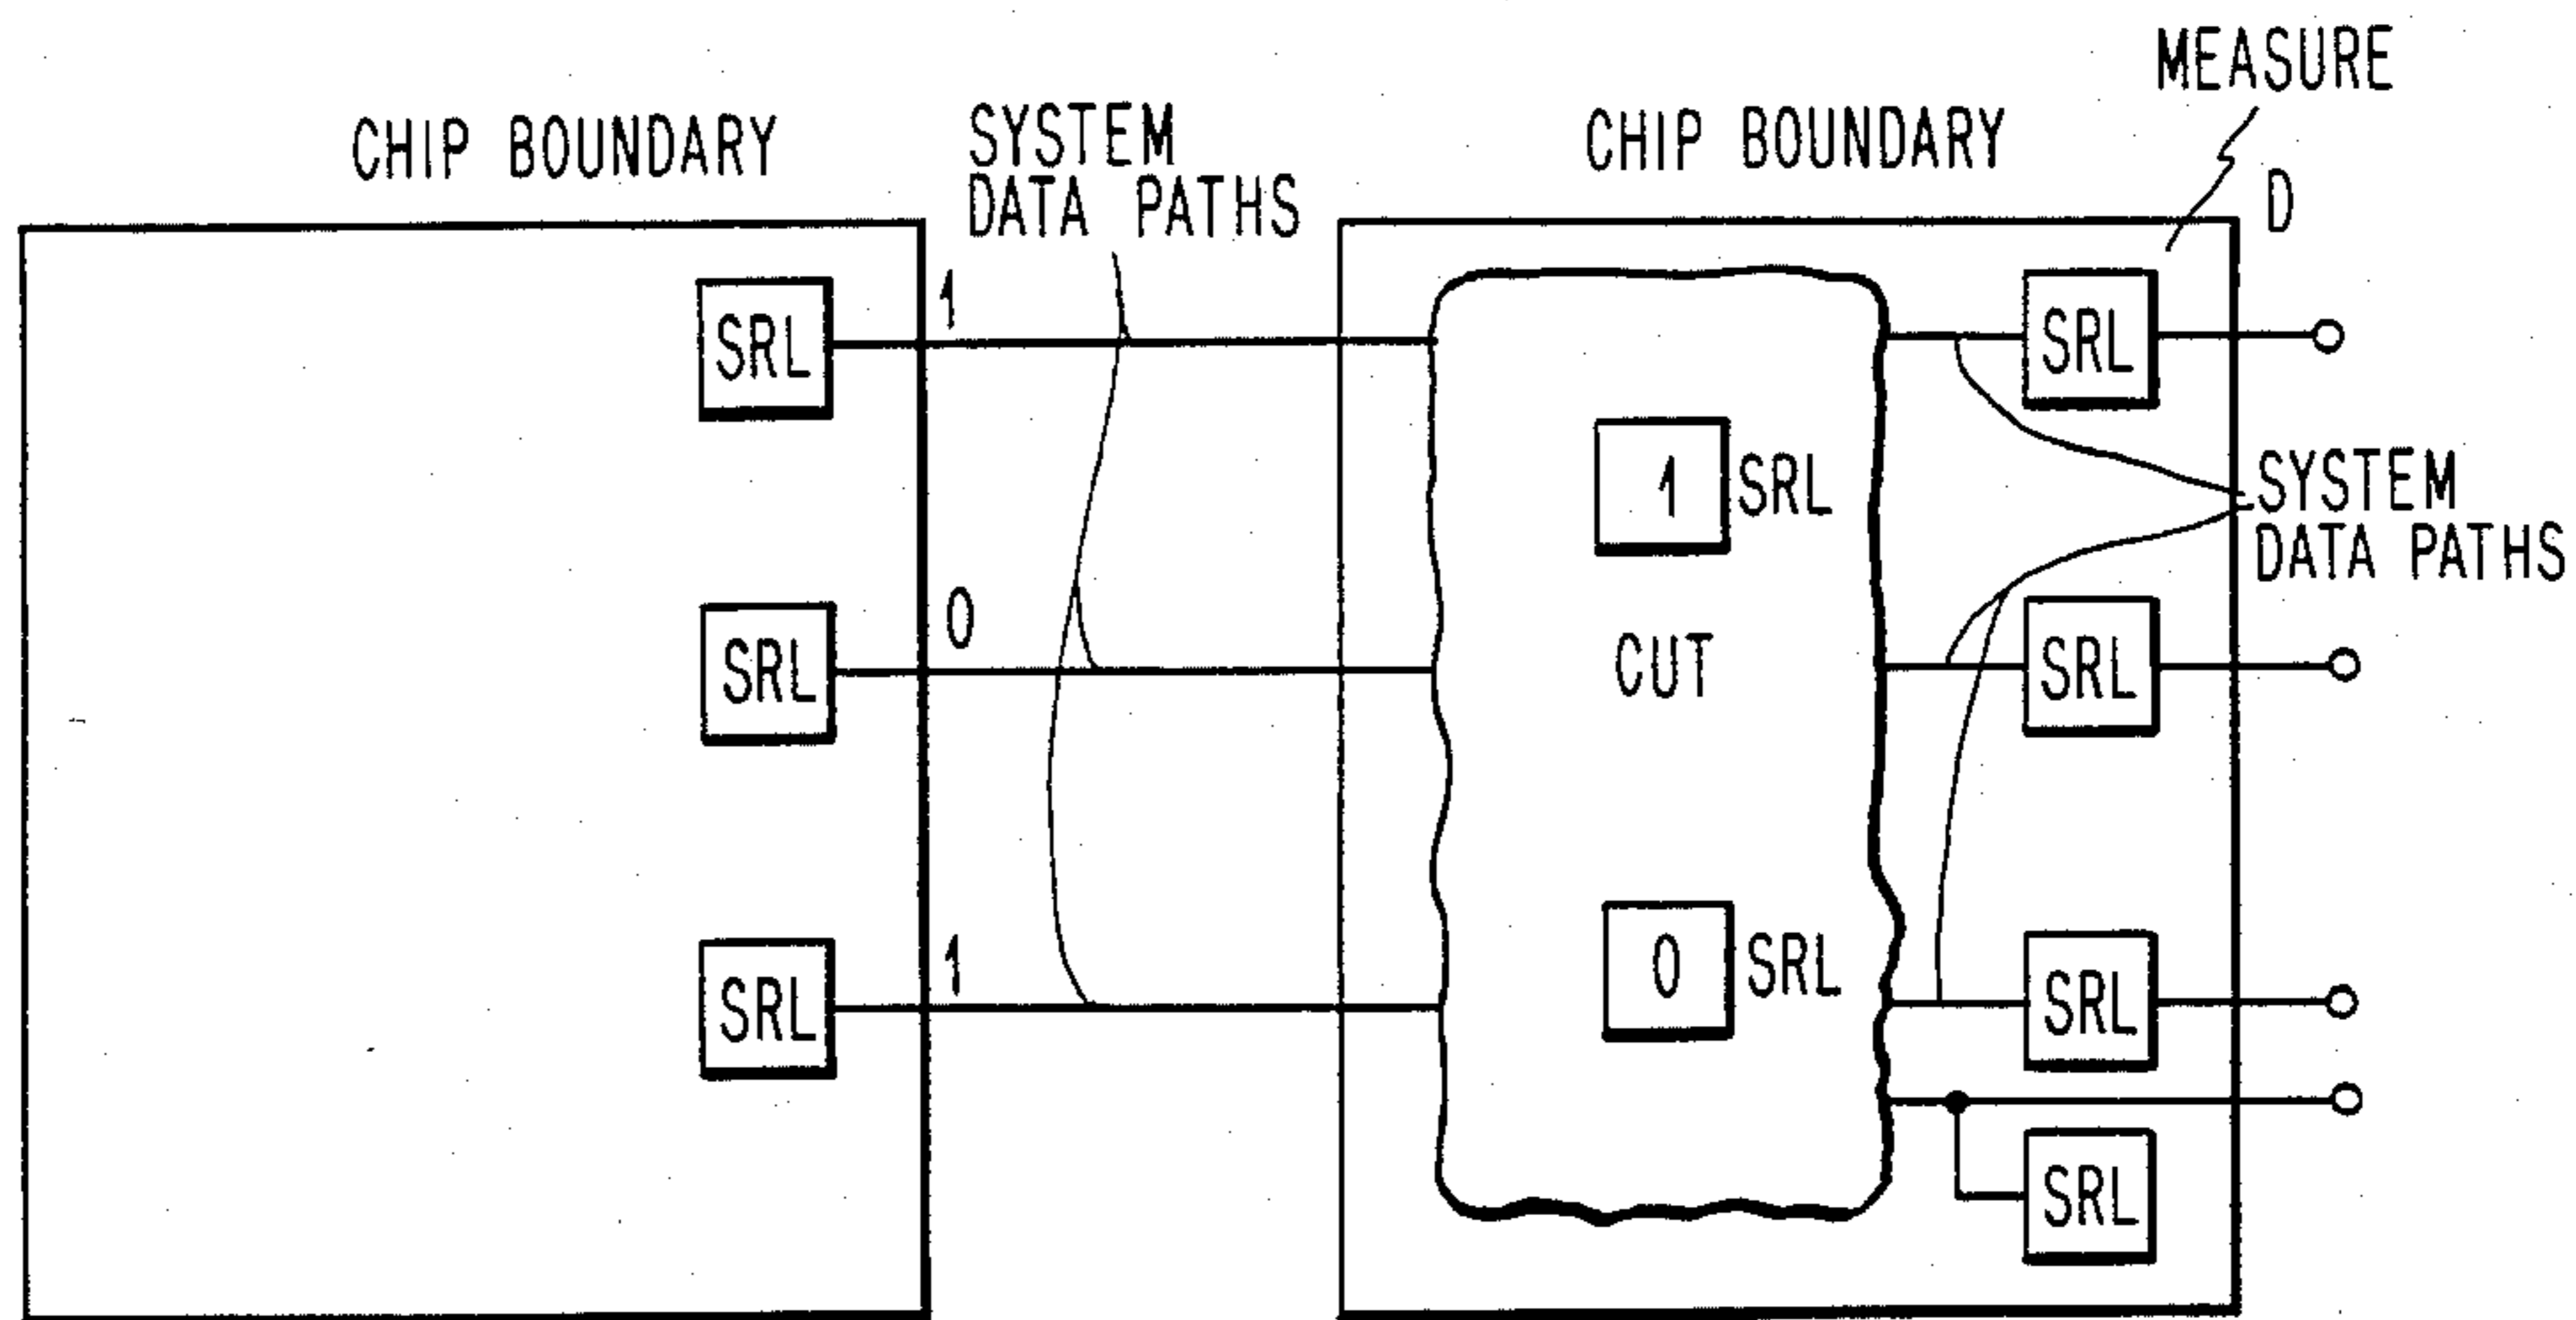 MEASURE
CHIP BOUNDARY
SYSTEM
DATA PATHS
CHIP BOUNDARY
D
SRL
1
SRL
1
SRL
SYSTEM
DATA PATHS
SRL
0
CUT
SRL
SRL
1
0
SRL
SRL
SRL